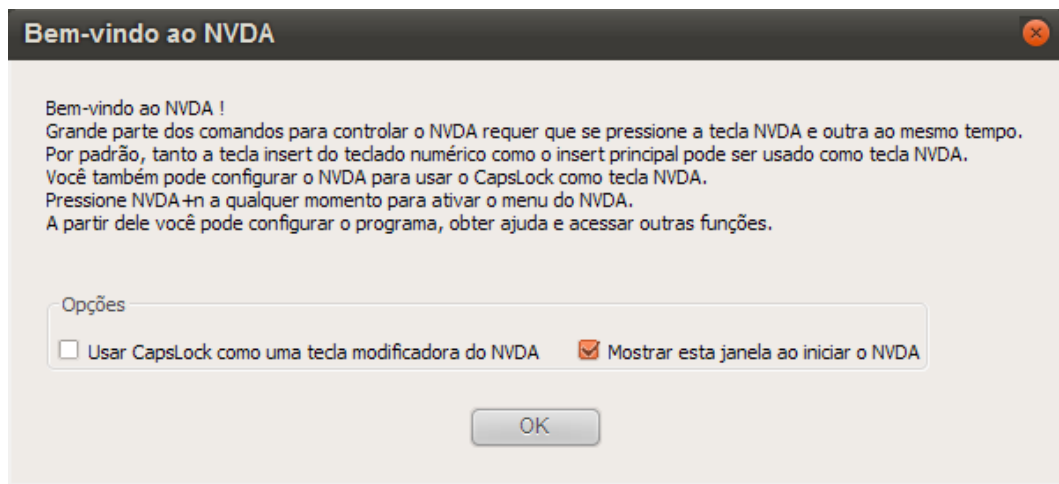 Bem-vindo ao NVDA
Bem-vindo ao NVDA !
Grande parte dos comandos para controlar o NVDA requer que se pressione a tecla NVDA e outra ao mesmo tempo.
Por padrão, tanto a tecla insert do teclado numérico como o insert principal pode ser usado como tecla NVDA.
Você também pode configurar o NVDA para usar o CapsLock como tecla NVDA.
Pressione NVDA+n a qualquer momento para ativar o menu do NVDA.
A partir dele você pode configurar o programa, obter ajuda e acessar outras funções.
Opções
Usar CapsLock como uma tecla modificadora do NVDA Mostrar esta janela ao iniciar o NVDA
OK